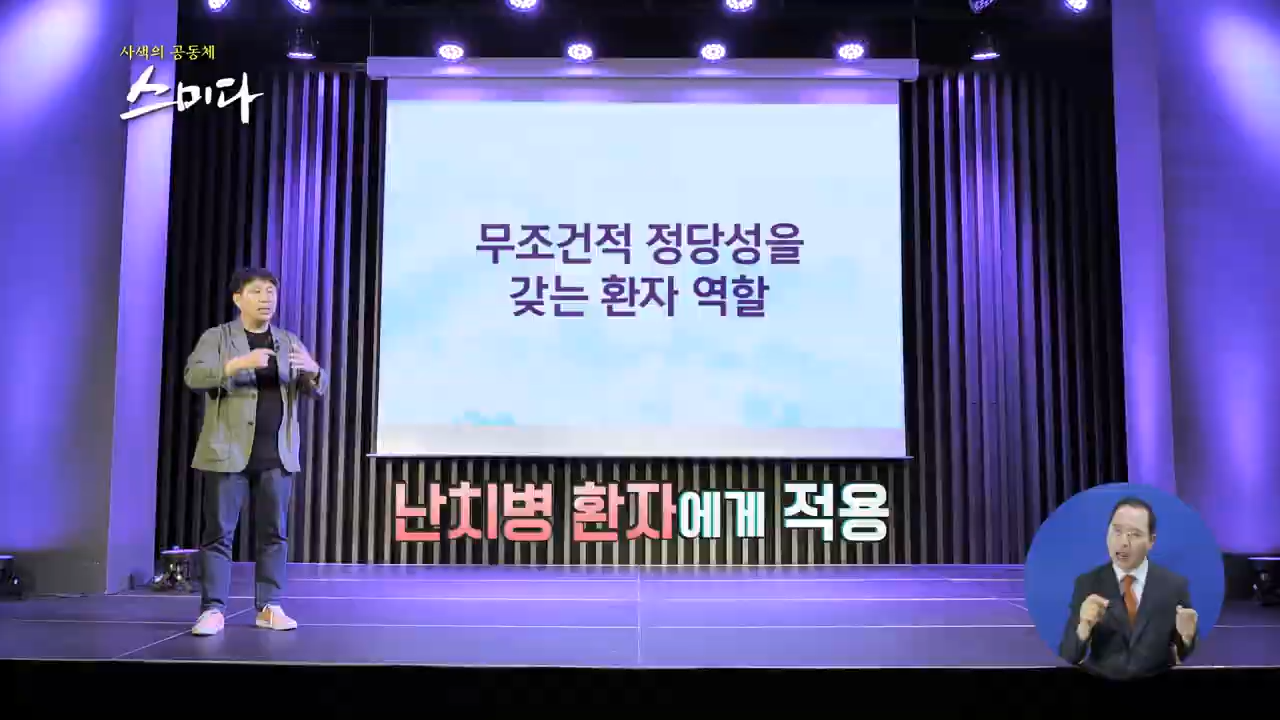 사색의 공동체
스미다
무조건적 정당성을
갖는 환자 역할
난치병 환자에게 적용